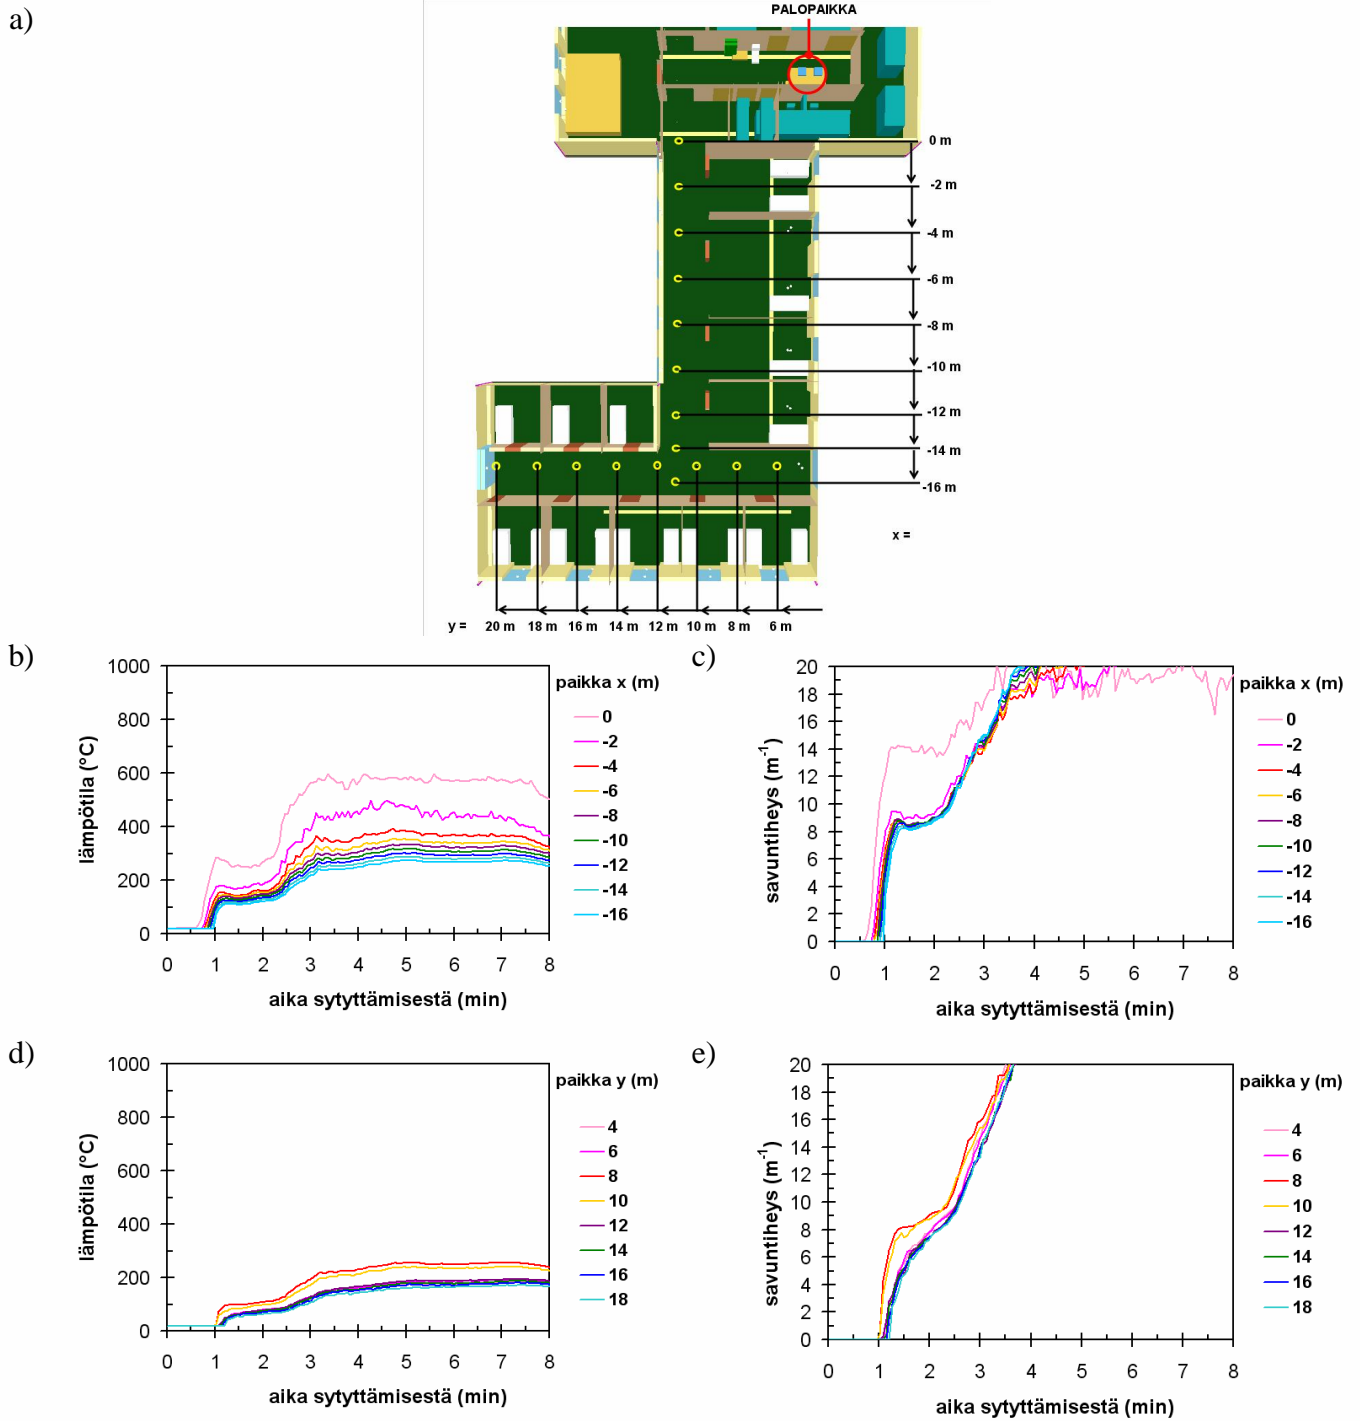 a)
PALOPAIKKA
0 m
-2 m
-4 m
-6 m
-8 m
-10 m
-12 m
-14 m
-16 m
x =
y = 20 m 18 m 16 m 14 m 12 m 10 m 8 m 6 m
b)
1000
800
600
400
200
0
lämpötila (°C)
0 1 2 3 4 5 6 7 8
aika sytyttämisestä (min)
paikka x (m)
0
-2
-4
-6
-8
-10
-12
-14
-16
c)
20
18
16
14
12
10
8
6
4
2
0
savuntiheys (m⁻¹)
0 1 2 3 4 5 6 7 8
aika sytyttämisestä (min)
paikka x (m)
0
-2
-4
-6
-8
-10
-12
-14
-16
d)
1000
800
600
400
200
0
lämpötila (°C)
0 1 2 3 4 5 6 7 8
aika sytyttämisestä (min)
paikka y (m)
4
6
8
10
12
14
16
18
e)
20
18
16
14
12
10
8
6
4
2
0
savuntiheys (m⁻¹)
0 1 2 3 4 5 6 7 8
aika sytyttämisestä (min)
paikka y (m)
4
6
8
10
12
14
16
18